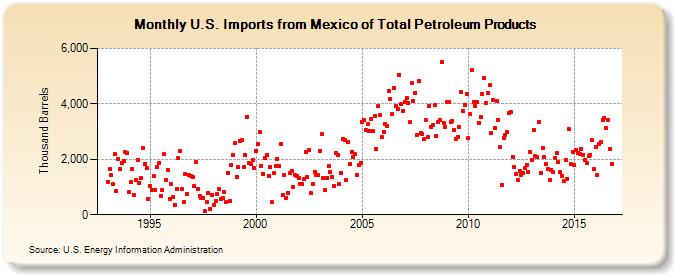 Monthly U.S. Imports from Mexico of Total Petroleum Products
Thousand Barrels
6,000
4,000
2,000
0
1995 2000 2005 2010 2015
Source: U.S. Energy Information Administration